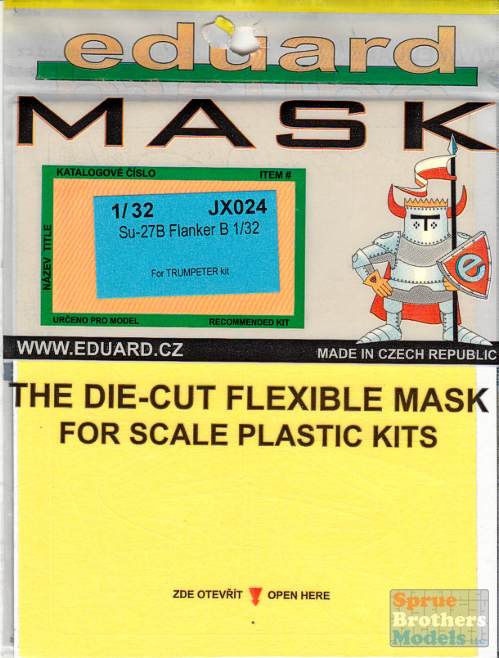 eduard
MASK
KATALOGOVÉ ČÍSLO ITEM #
1/32 JX024
Su-27B Flanker B 1/32
For TRUMPETER kit
NÁZEV TITLE
URČENO PRO MODEL RECOMMENDED KIT
e
WWW.EDUARD.CZ MADE IN CZECH REPUBLIC
THE DIE-CUT FLEXIBLE MASK
FOR SCALE PLASTIC KITS
ZDE OTEVŘÍT OPEN HERE
Sprue
Brothers
Models LLC